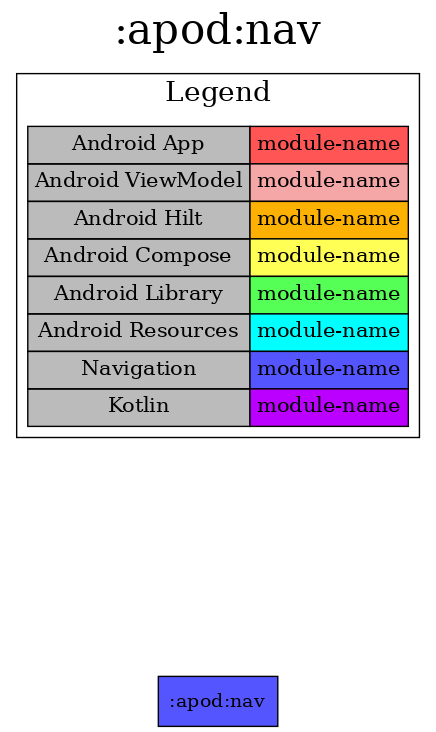 :apod:nav
Legend
Android App module-name
Android ViewModel module-name
Android Hilt module-name
Android Compose module-name
Android Library module-name
Android Resources module-name
Navigation module-name
Kotlin module-name
:apod:nav